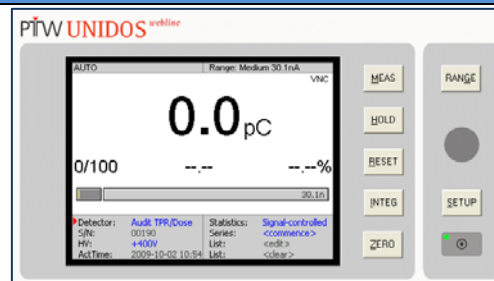 PTW UNIDOS webline
AUTO Range: Medium 30.1nA
VNC
0.0 pC
0/100 --.-- --.--%
30.1n
Detector: Audit TPR/Dose Statistics: Signal-controlled
S/N: 00190 Series: <commence>
HV: +400V List: <edit>
ActTime: 2009-10-02 10:54 List: <clear>
MEAS
HOLD
RESET
INTEG
ZERO
RANGE
SETUP